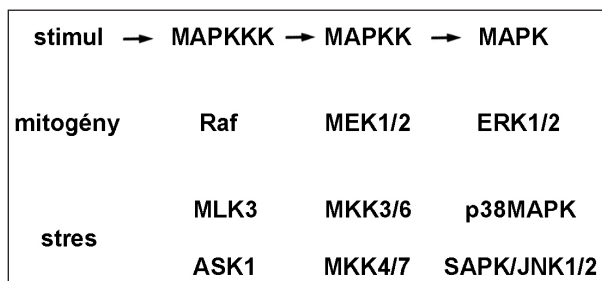 stimul → MAPKKK → MAPKK → MAPK
mitogény Raf MEK1/2 ERK1/2
MLK3 MKK3/6 p38MAPK
stres
ASK1 MKK4/7 SAPK/JNK1/2